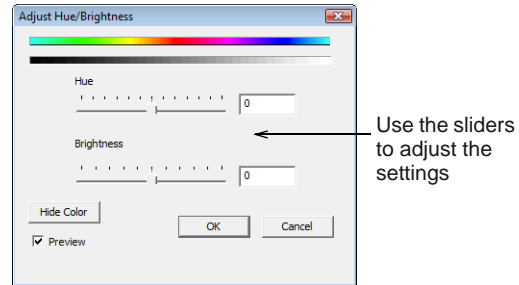 Adjust Hue/Brightness
Hue
0
Brightness
0
Hide Color
Preview
OK
Cancel
Use the sliders
to adjust the
settings